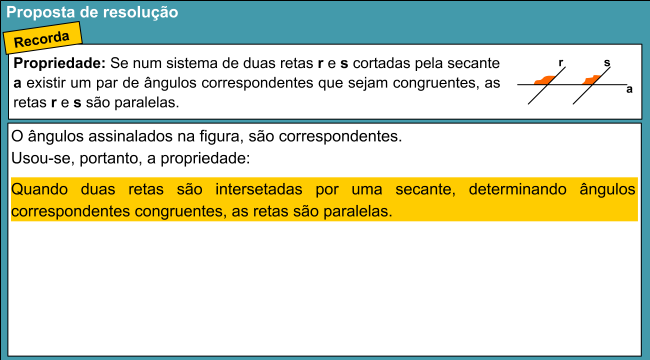 Proposta de resolução
Recorda
Propriedade: Se num sistema de duas retas r e s cortadas pela secante
a existir um par de ângulos correspondentes que sejam congruentes, as
retas r e s são paralelas.
r
s
a
O ângulos assinalados na figura, são correspondentes.
Usou-se, portanto, a propriedade:
Quando duas retas são intersetadas por uma secante, determinando ângulos
correspondentes congruentes, as retas são paralelas.